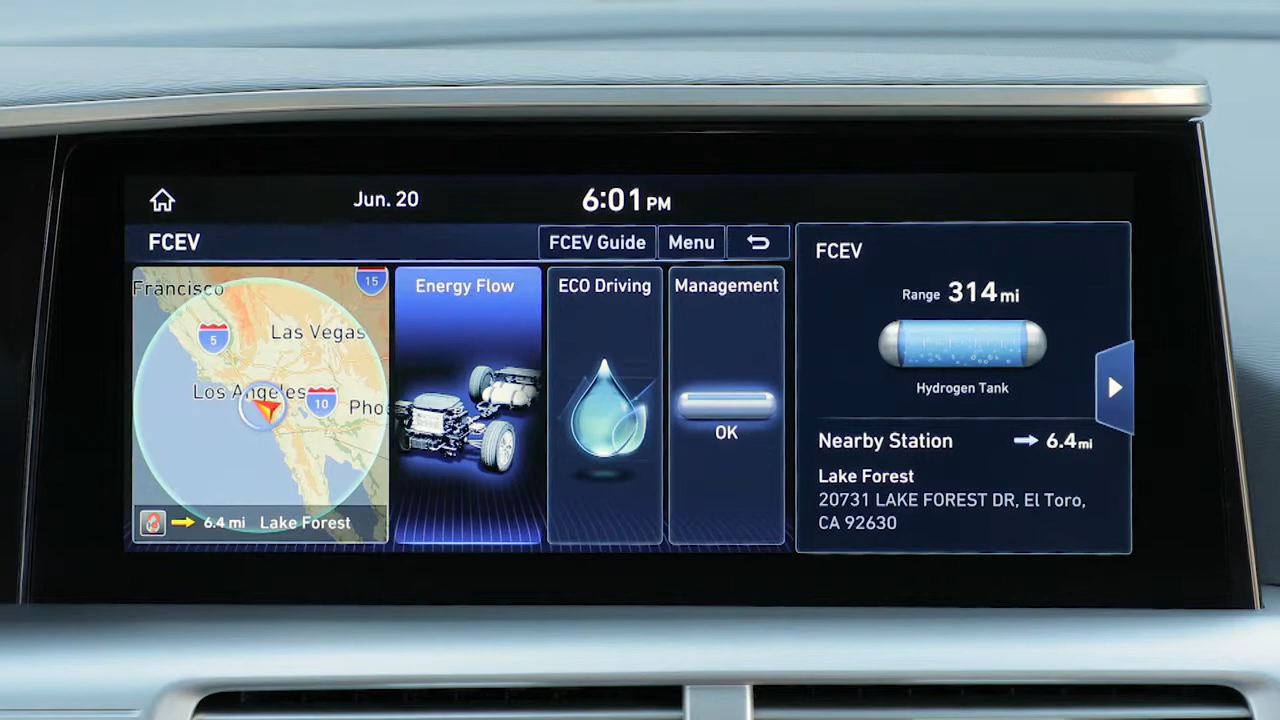 Jun. 20
6:01 PM
FCEV
FCEV Guide
Menu
Francisco
15
5
Las Vegas
Los Angeles
10
Pho
6.4 mi Lake Forest
Energy Flow
ECO Driving
Management
OK
FCEV
Range 314 mi
Hydrogen Tank
Nearby Station 6.4 mi
Lake Forest
20731 LAKE FOREST DR, El Toro,
CA 92630